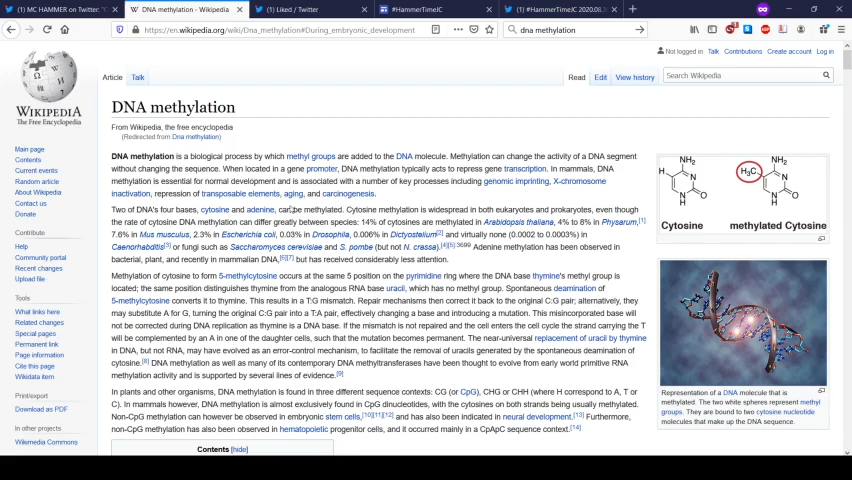 (1) MC HAMMER on Twitter: "C
DNA methylation - Wikipedia
(1) Liked / Twitter
#HammerTimeJC
(1) #HammerTimeJC 2020.08.
https://en.wikipedia.org/wiki/Dna_methylation#During_embryonic_development
dna methylation
Not logged in Talk Contributions Create account Log in
Article Talk
Read Edit View history
Search Wikipedia
WIKIPEDIA
The Free Encyclopedia
Main page
Contents
Current events
Random article
About Wikipedia
Contact us
Donate
Contribute
Help
Community portal
Recent changes
Upload file
Tools
What links here
Related changes
Special pages
Permanent link
Page information
Cite this page
Wikidata item
Print/export
Download as PDF
In other projects
Wikimedia Commons
DNA methylation
From Wikipedia, the free encyclopedia
(Redirected from Dna methylation)
DNA methylation is a biological process by which methyl groups are added to the DNA molecule. Methylation can change the activity of a DNA segment
without changing the sequence. When located in a gene promoter, DNA methylation typically acts to repress gene transcription. In mammals, DNA
methylation is essential for normal development and is associated with a number of key processes including genomic imprinting, X-chromosome
inactivation, repression of transposable elements, aging, and carcinogenesis.
Two of DNA's four bases, cytosine and adenine, can be methylated. Cytosine methylation is widespread in both eukaryotes and prokaryotes, even though
the rate of cytosine DNA methylation can differ greatly between species: 14% of cytosines are methylated in Arabidopsis thaliana, 4% to 8% in Physarum,[1]
7.6% in Mus musculus, 2.3% in Escherichia coli, 0.03% in Drosophila, 0.006% in Dictyostelium[2] and virtually none (0.0002 to 0.0003%) in
Caenorhabditis[3] or fungi such as Saccharomyces cerevisiae and S. pombe (but not N. crassa).[4][5]:3699 Adenine methylation has been observed in
bacterial, plant, and recently in mammalian DNA,[6][7] but has received considerably less attention.
Methylation of cytosine to form 5-methylcytosine occurs at the same 5 position on the pyrimidine ring where the DNA base thymine's methyl group is
located; the same position distinguishes thymine from the analogous RNA base uracil, which has no methyl group. Spontaneous deamination of
5-methylcytosine converts it to thymine. This results in a T:G mismatch. Repair mechanisms then correct it back to the original C:G pair; alternatively, they
may substitute A for G, turning the original C:G pair into a T:A pair, effectively changing a base and introducing a mutation. This misincorporated base will
not be corrected during DNA replication as thymine is a DNA base. If the mismatch is not repaired and the cell enters the cell cycle the strand carrying the T
will be complemented by an A in one of the daughter cells, such that the mutation becomes permanent. The near-universal replacement of uracil by thymine
in DNA, but not RNA, may have evolved as an error-control mechanism, to facilitate the removal of uracils generated by the spontaneous deamination of
cytosine.[8] DNA methylation as well as many of its contemporary DNA methyltransferases have been thought to evolve from early world primitive RNA
methylation activity and is supported by several lines of evidence.[9]
In plants and other organisms, DNA methylation is found in three different sequence contexts: CG (or CpG), CHG or CHH (where H correspond to A, T or
C). In mammals however, DNA methylation is almost exclusively found in CpG dinucleotides, with the cytosines on both strands being usually methylated.
Non-CpG methylation can however be observed in embryonic stem cells,[10][11][12] and has also been indicated in neural development.[13] Furthermore,
non-CpG methylation has also been observed in hematopoietic progenitor cells, and it occurred mainly in a CpApC sequence context.[14]
Contents [hide]
NH2
H
N
O
NH2
H3C
N
O
Cytosine methylated Cytosine
Representation of a DNA molecule that is
methylated. The two white spheres represent methyl
groups. They are bound to two cytosine nucleotide
molecules that make up the DNA sequence.